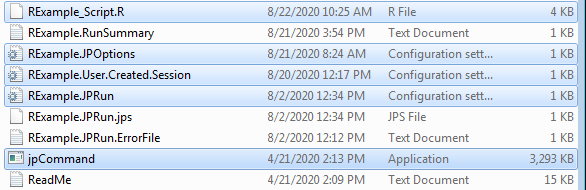 RExample_Script.R 8/22/2020 10:25 AM R File 4 KB
RExample.RunSummary 8/21/2020 3:54 PM Text Document 1 KB
RExample.JPOptions 8/21/2020 8:24 AM Configuration sett... 1 KB
RExample.User.Created.Session 8/20/2020 12:17 PM Configuration sett... 1 KB
RExample.JPRun 8/2/2020 12:34 PM Configuration sett... 1 KB
RExample.JPRun.jps 8/2/2020 12:34 PM JPS File 1 KB
RExample.JPRun.ErrorFile 8/2/2020 12:12 PM Text Document 1 KB
jpCommand 4/21/2020 2:13 PM Application 3,293 KB
ReadMe 4/21/2020 2:09 PM Text Document 15 KB